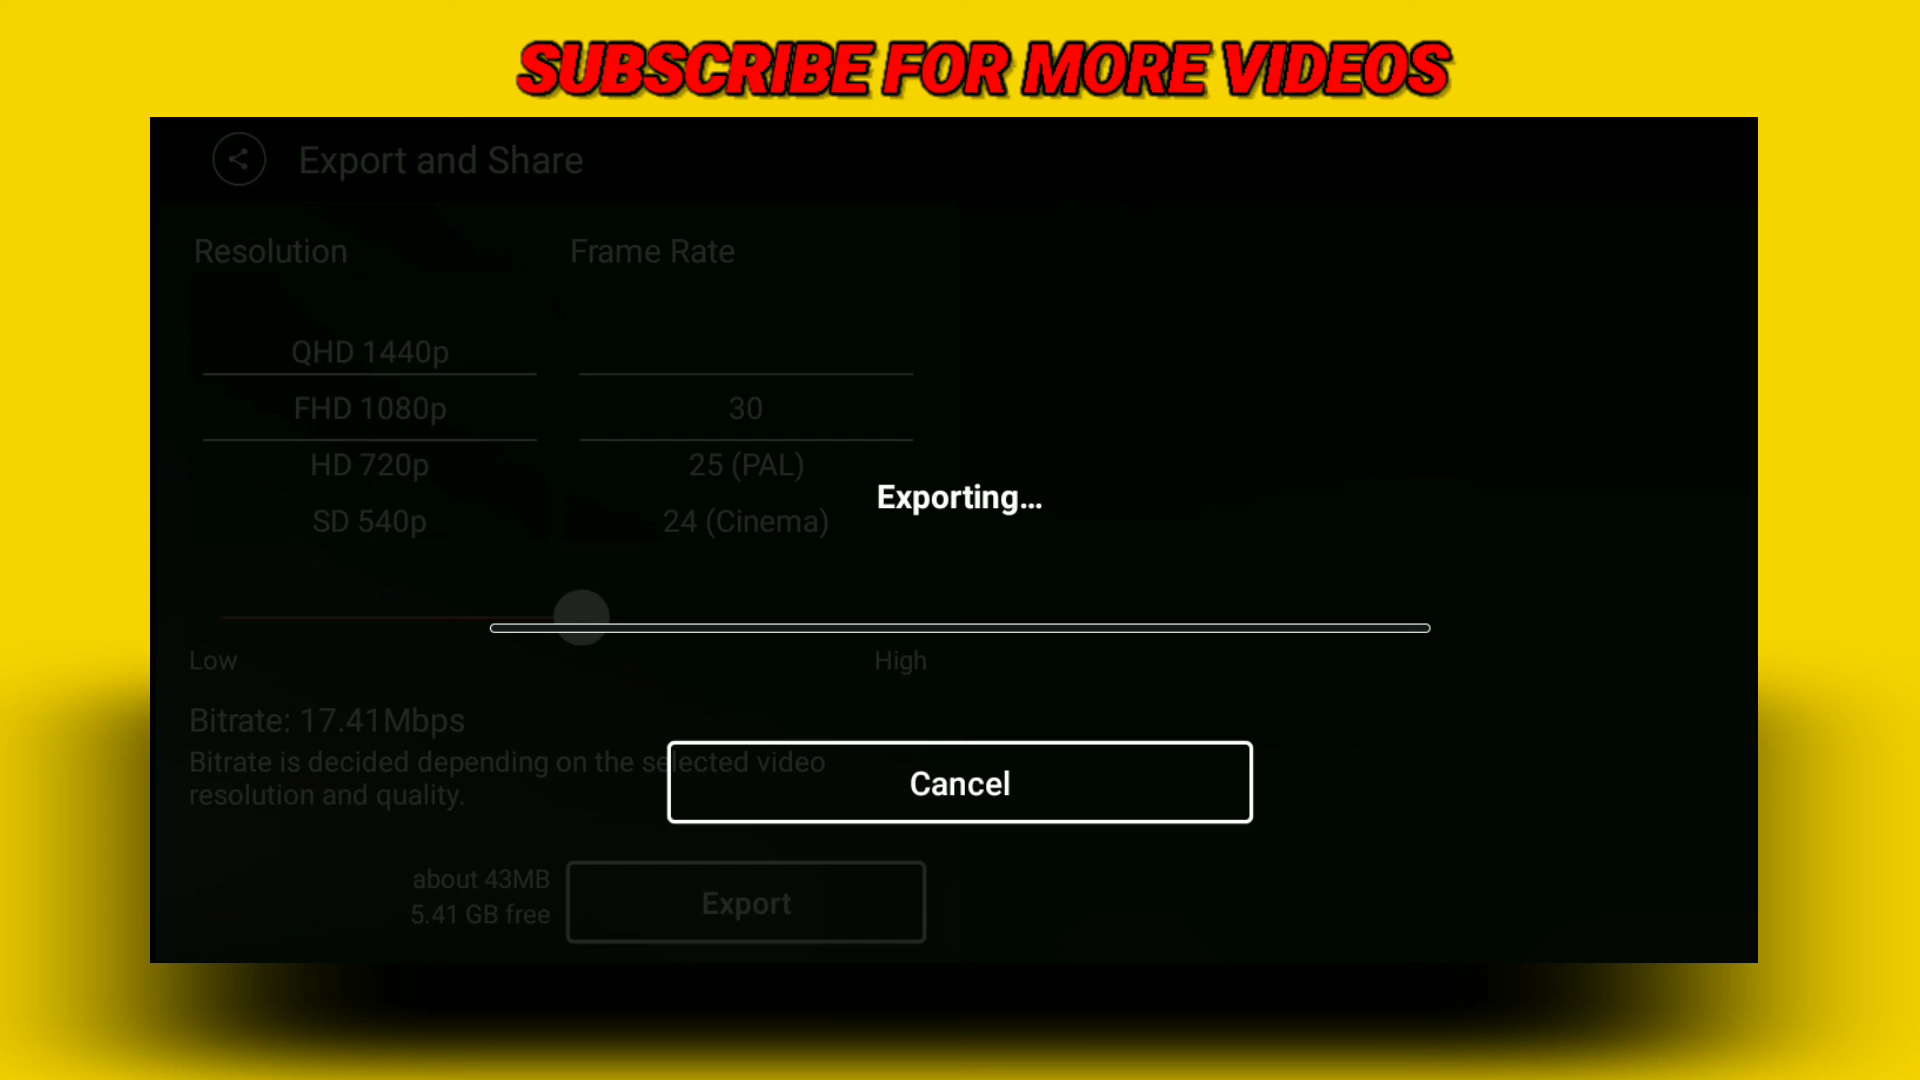 SUBSCRIBE FOR MORE VIDEOS
Export and Share
Resolution
Frame Rate
QHD 1440p
FHD 1080p
30
HD 720p
25 (PAL)
SD 540p
24 (Cinema)
Exporting...
Low
High
Bitrate: 17.41Mbps
Bitrate is decided depending on the selected video
resolution and quality.
Cancel
about 43MB
5.41 GB free
Export